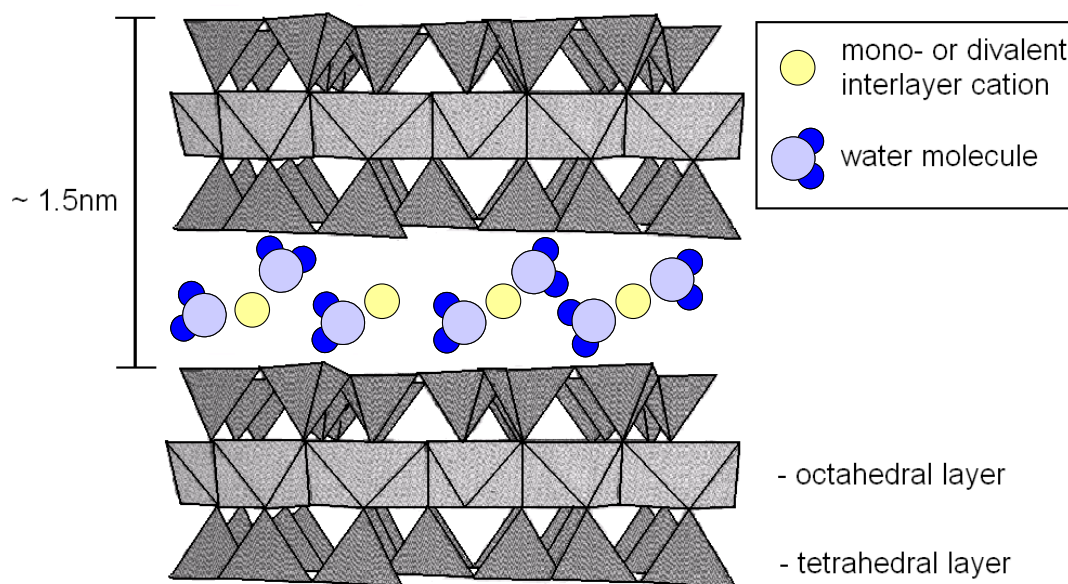 mono- or divalent
interlayer cation
water molecule
~ 1.5nm
- octahedral layer
- tetrahedral layer